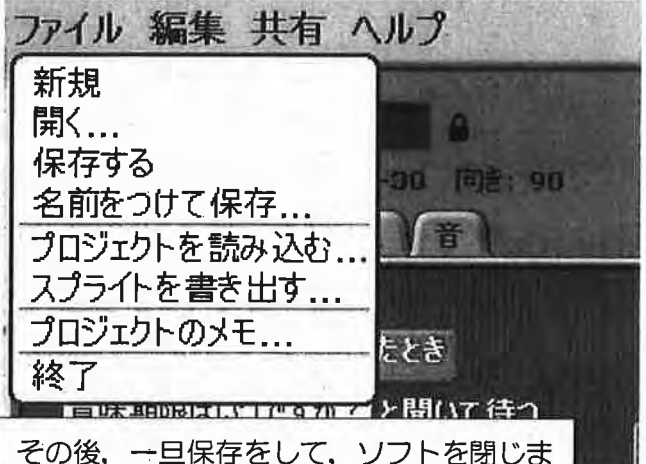 ファイル 編集 共有 ヘルプ
新規
開く...
保存する
名前をつけて保存...
プロジェクトを読み込む...
スプライトを書き出す...
プロジェクトのメモ...
終了
-30 向き: 90
音
たとき
と聞いて待つ
その後，一旦保存をして，ソフトを閉じま